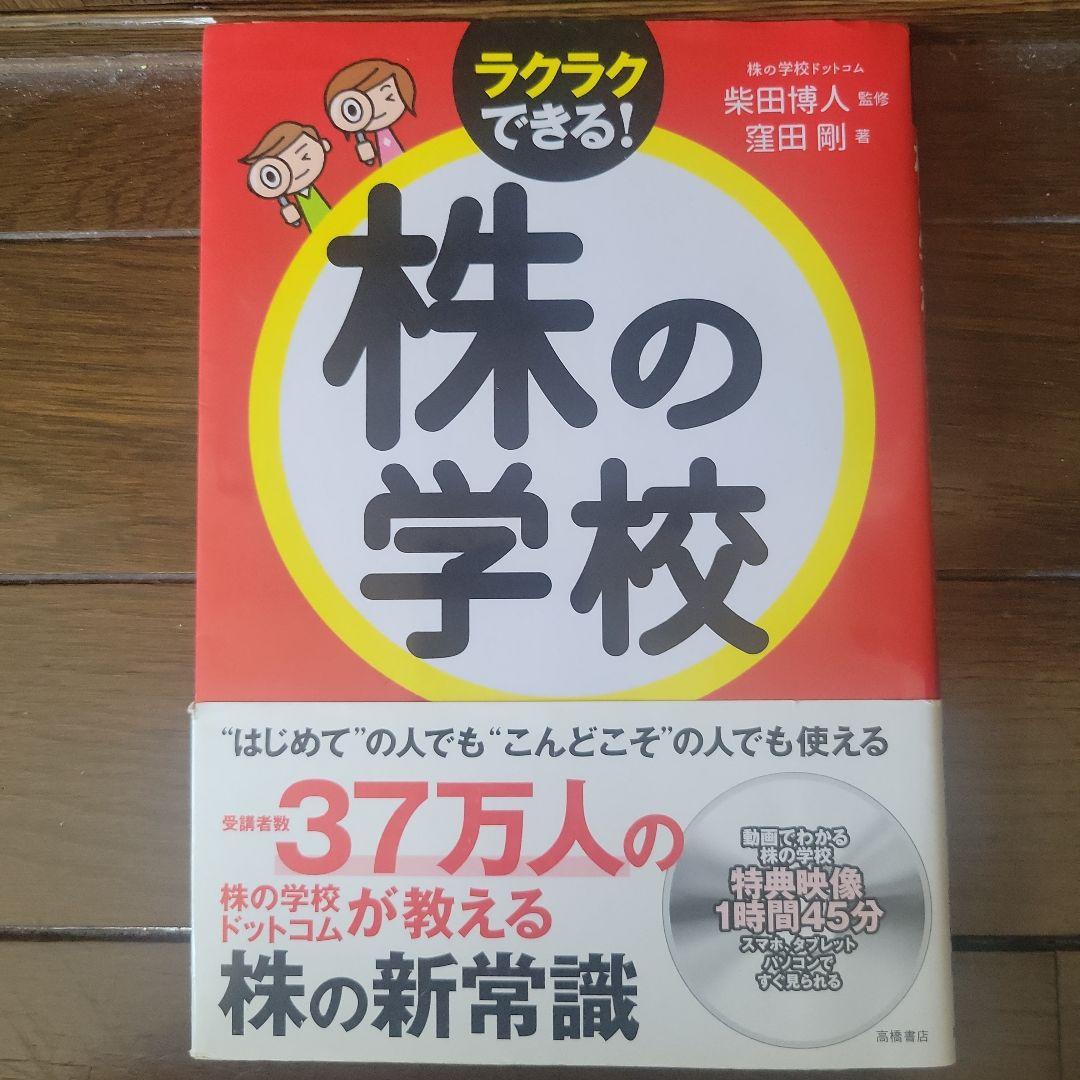 ラクラク
できる!
株の学校ドットコム
柴田博人 監修
窪田 剛 著
株の
学校
“はじめて”の人でも“こんどこそ”の人でも使える
受講者数 37万人の
株の学校
ドットコム が教える
株の新常識
動画でわかる
株の学校
特典映像
1時間45分
スマホ、タブレット
パソコンで
すぐ見られる
高橋書店